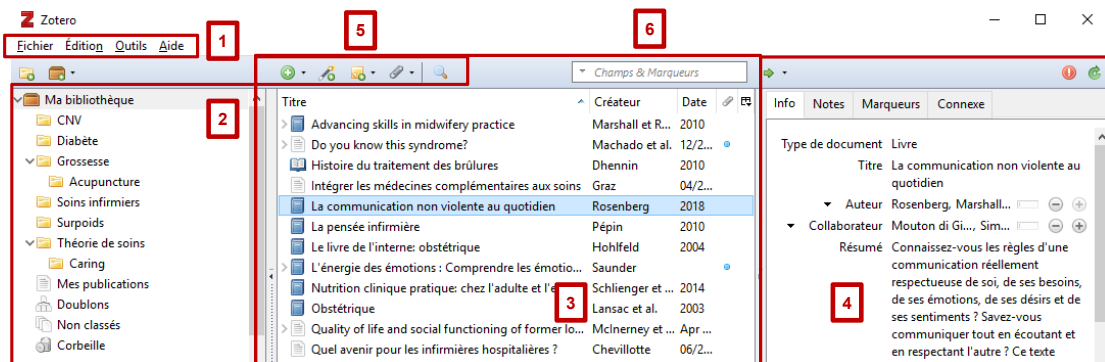 Zotero
Fichier Édition Outils Aide
1
5
6
Champs & Marqueurs
Ma bibliothèque
CNV
Diabète
Grossesse
Acupuncture
Soins infirmiers
Surpoids
Théorie de soins
Caring
Mes publications
Doublons
Non classés
Corbeille
2
Titre Créateur Date
Advancing skills in midwifery practice Marshall et R... 2010
Do you know this syndrome? Machado et al. 12/2...
Histoire du traitement des brûlures Dhennin 2010
Intégrer les médecines complémentaires aux soins Graz 04/2...
La communication non violente au quotidien Rosenberg 2018
La pensée infirmière Pépin 2010
Le livre de l'interne: obstétrique Hohlfeld 2004
L'énergie des émotions : Comprendre les émotio... Saunder
Nutrition clinique pratique: chez l'adulte et l'e Schlienger et ... 2014
Obstétrique Lansac et al. 2003
Quality of life and social functioning of former lo... McInerney et ... Apr ...
Quel avenir pour les infirmières hospitalières ? Chevillotte 06/2...
3
Info Notes Marqueurs Connexe
Type de document Livre
Titre La communication non violente au
quotidien
Auteur Rosenberg, Marshall...
Collaborateur Mouton di Gi..., Sim...
Résumé Connaissez-vous les règles d'une
communication réellement
respectueuse de soi, de ses besoins,
de ses émotions, de ses désirs et de
ses sentiments ? Savez-vous
communiquer tout en écoutant et
en respectant l'autre ? Ce texte
4